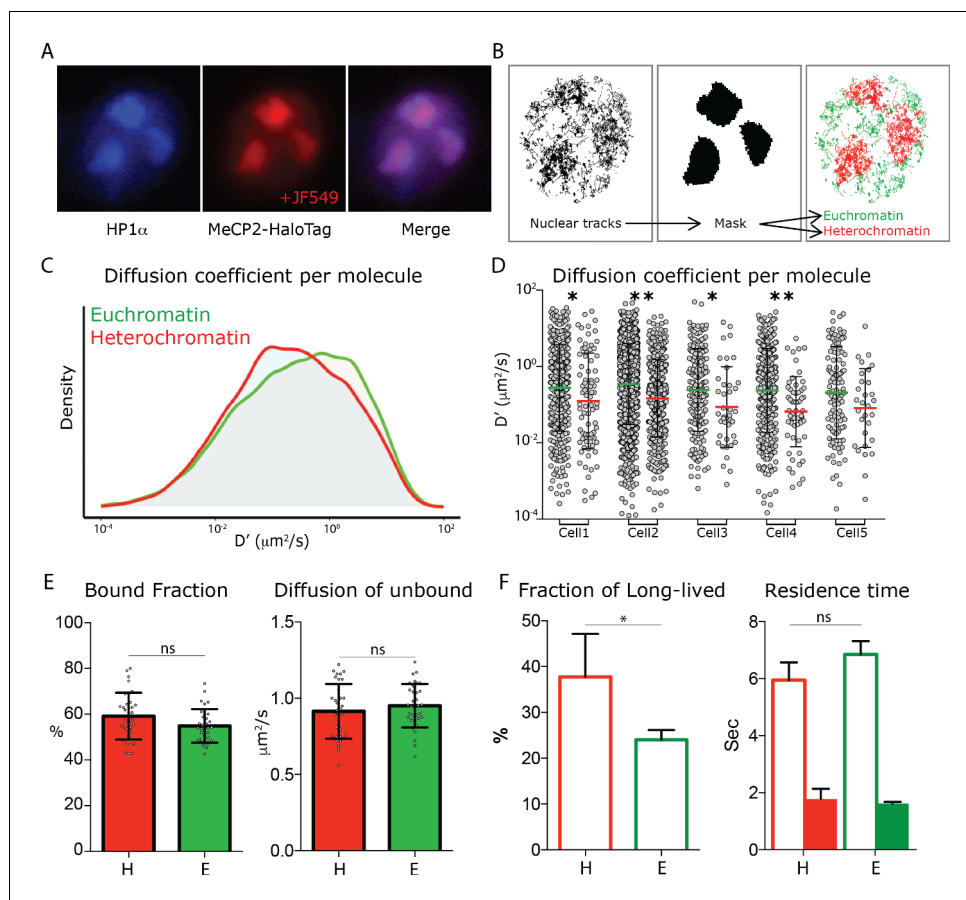 A
+JF549
HP1α
MeCP2-HaloTag
Merge
B
Nuclear tracks
Mask
Euchromatin
Heterochromatin
C
Diffusion coefficient per molecule
Euchromatin
Heterochromatin
Density
10⁻⁴
10⁻²
10⁰
10²
D' (μm²/s)
D
Diffusion coefficient per molecule
* ** * **
D' (μm²/s)
10²
10⁰
10⁻²
10⁻⁴
Cell1
Cell2
Cell3
Cell4
Cell5
E
Bound Fraction
ns
%
100
80
60
40
20
0
H
E
Diffusion of unbound
ns
μm²/s
1.5
1.0
0.5
0.0
H
E
F
Fraction of Long-lived
*
%
50
40
30
20
10
0
H
E
Residence time
ns
Sec
8
6
4
2
0
H
E